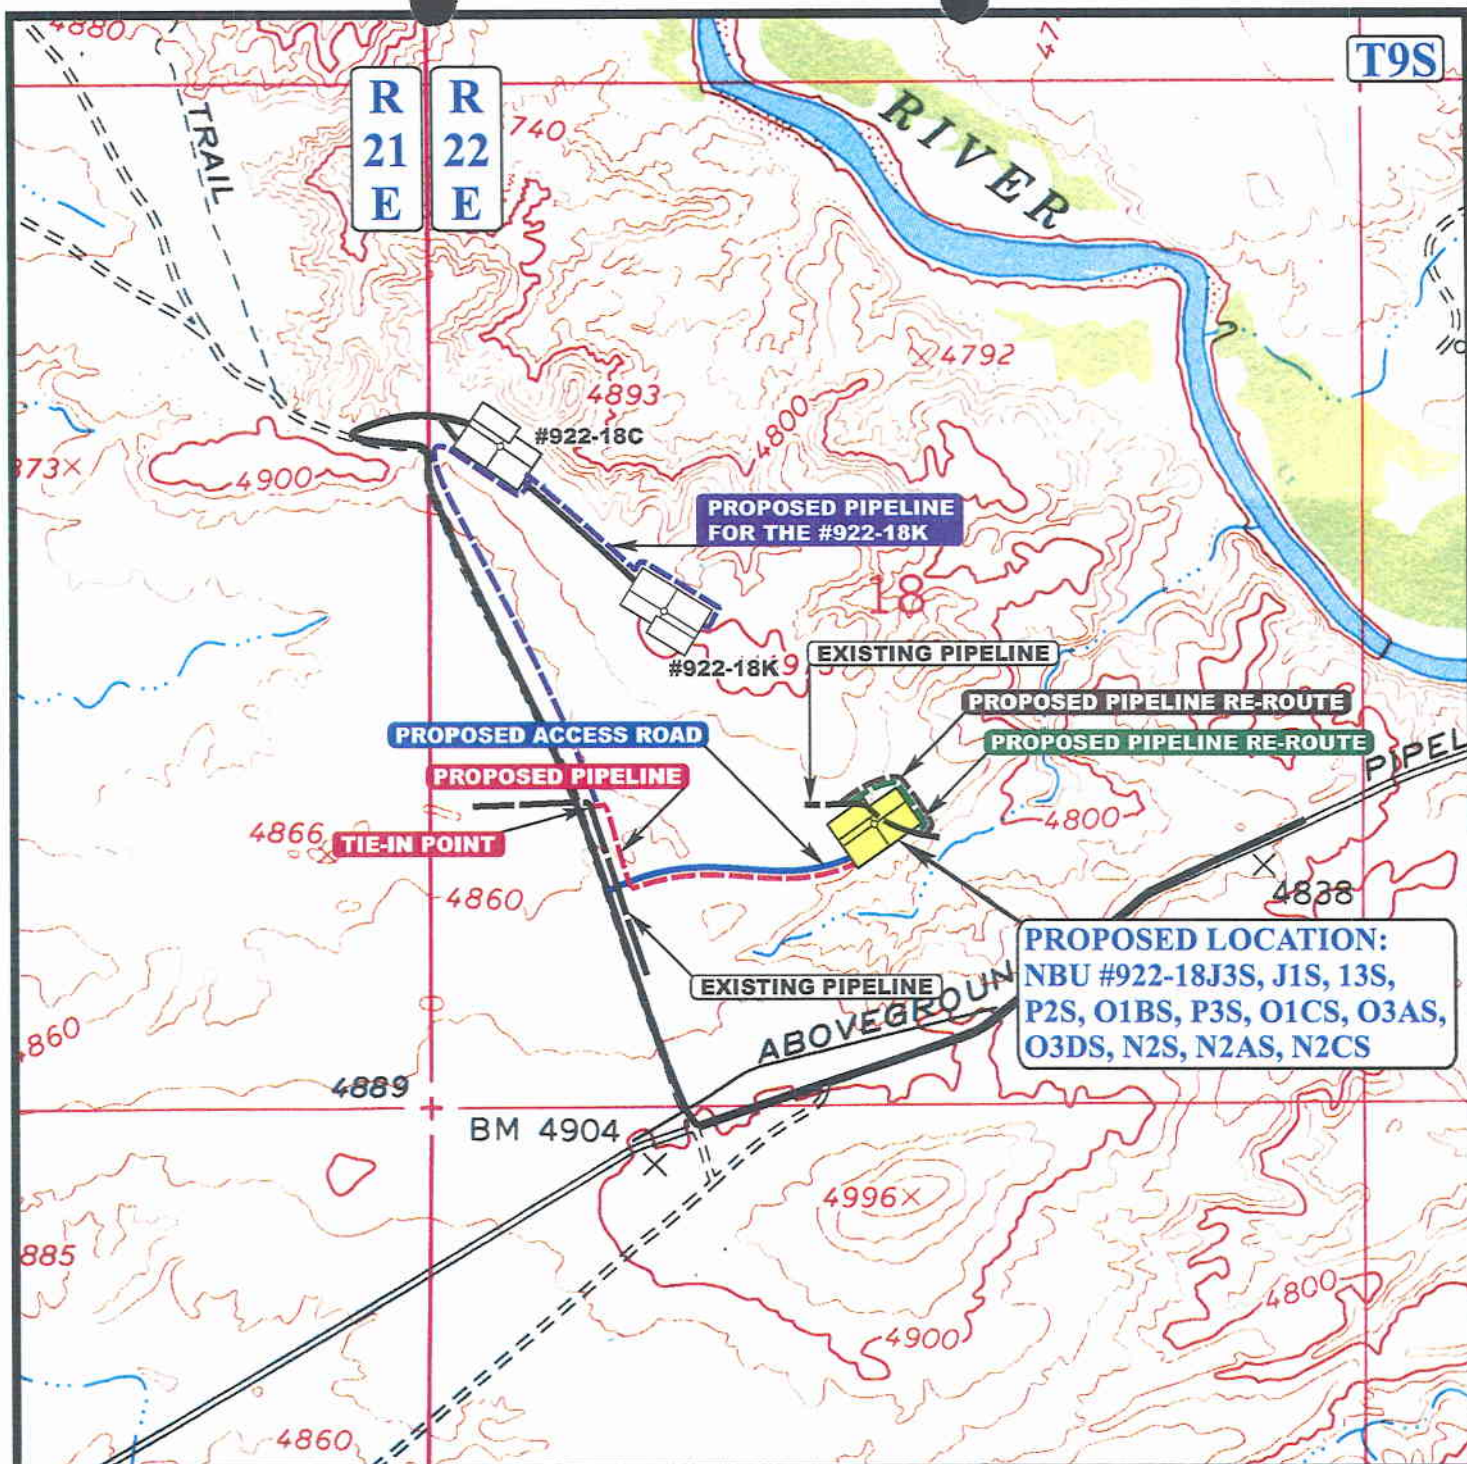 4880
T9S
R
21
E
R
22
E
TRAIL
740
RIVER
4792
4893
#922-18C
4800
873
4900
PROPOSED PIPELINE
FOR THE #922-18K
18
#922-18K
EXISTING PIPELINE
PROPOSED PIPELINE RE-ROUTE
PROPOSED ACCESS ROAD
PROPOSED PIPELINE RE-ROUTE
PIPEL
PROPOSED PIPELINE
4866
TIE-IN POINT
4800
4860
4838
PROPOSED LOCATION:
NBU #922-18J3S, J1S, 13S,
P2S, O1BS, P3S, O1CS, O3AS,
O3DS, N2S, N2AS, N2CS
EXISTING PIPELINE
ABOVEGROUN
4860
4889
BM 4904
4996
885
4800
4900
4860